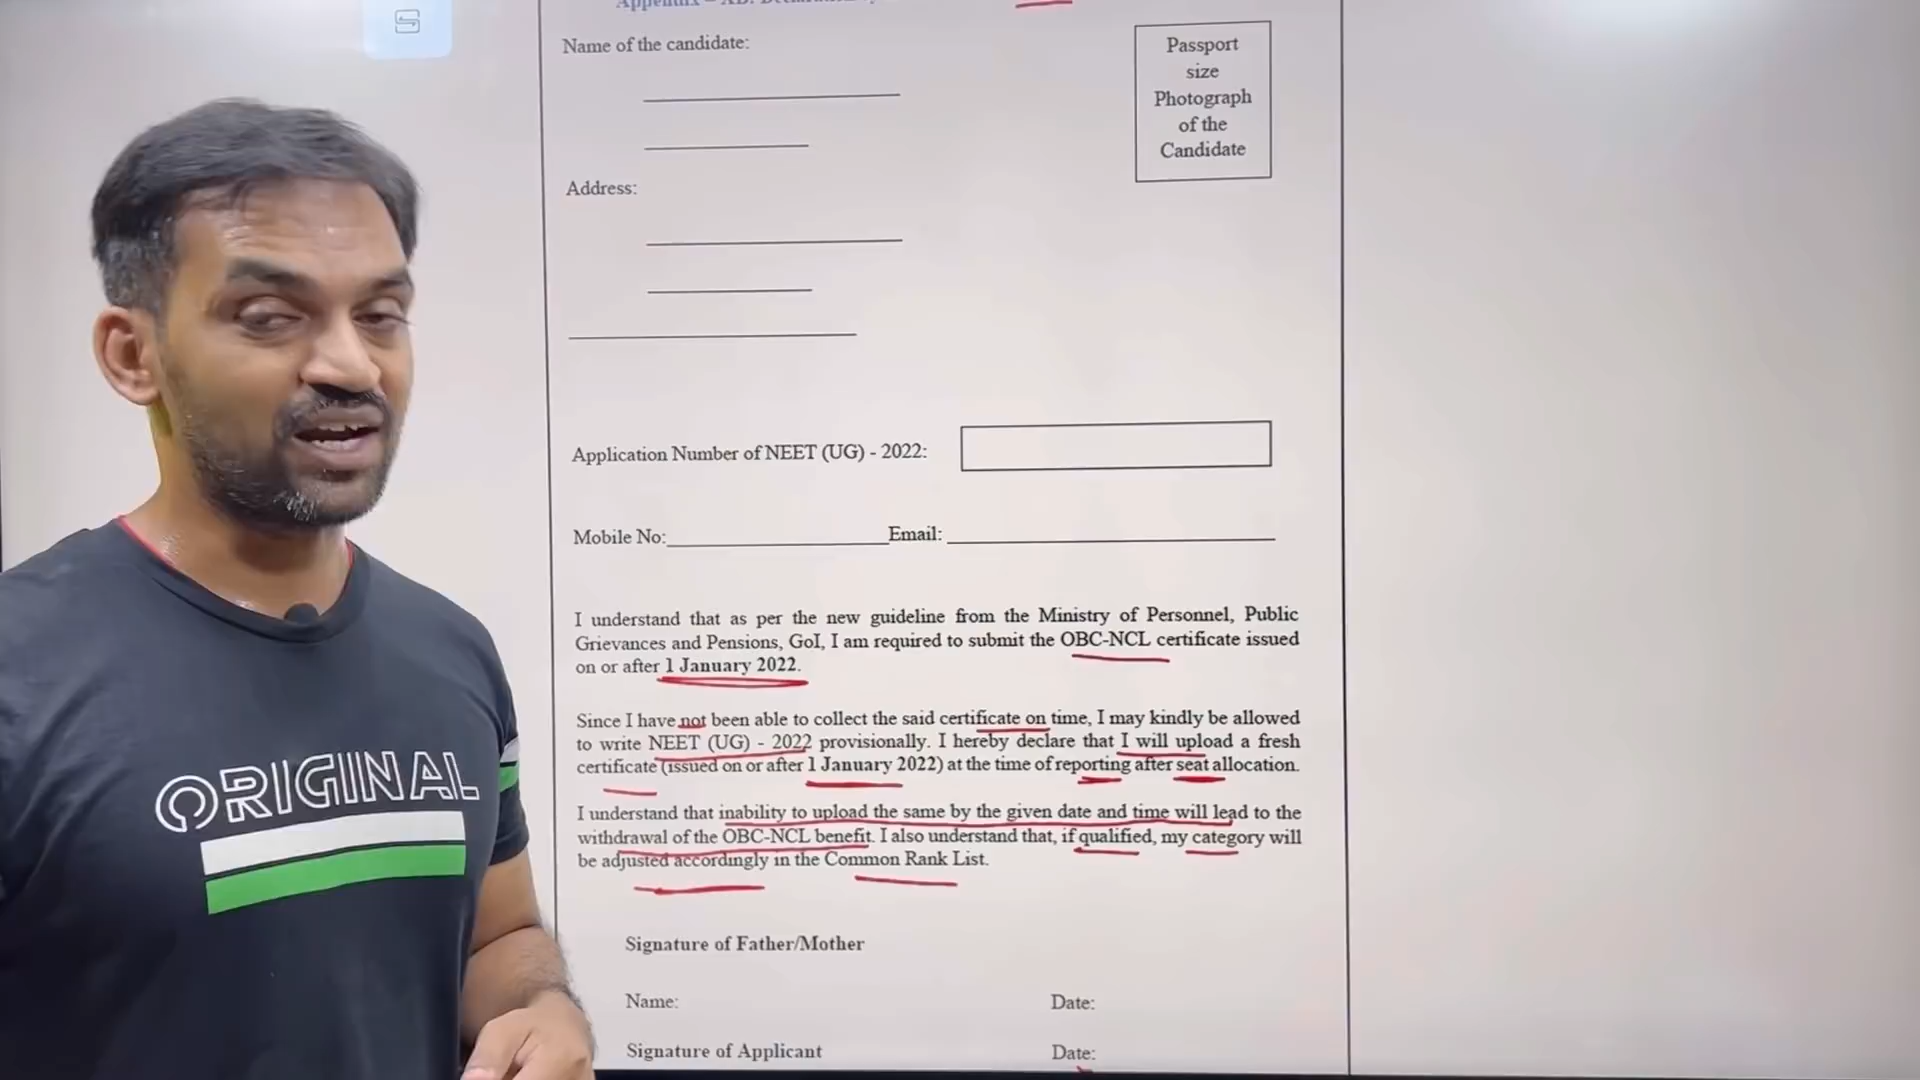 Name of the candidate:
Passport
size
Photograph
of the
Candidate
Address:
Application Number of NEET (UG) - 2022:
Mobile No: Email:
I understand that as per the new guideline from the Ministry of Personnel, Public
Grievances and Pensions, GoI, I am required to submit the OBC-NCL certificate issued
on or after 1 January 2022.
Since I have not been able to collect the said certificate on time, I may kindly be allowed
to write NEET (UG) - 2022 provisionally. I hereby declare that I will upload a fresh
certificate (issued on or after 1 January 2022) at the time of reporting after seat allocation.
I understand that inability to upload the same by the given date and time will lead to the
withdrawal of the OBC-NCL benefit. I also understand that, if qualified, my category will
be adjusted accordingly in the Common Rank List.
Signature of Father/Mother
Name: Date:
Signature of Applicant Date:
ORIGINAL